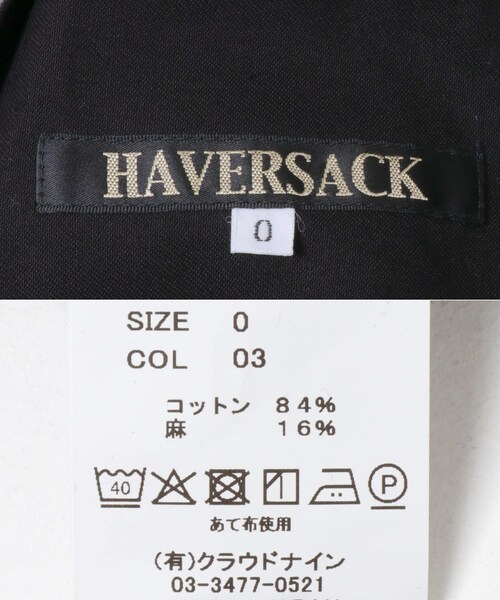 HAVERSACK
0
SIZE 0
COL 03
コットン 84%
麻 16%
40 P
あて布使用
(有)クラウドナイン
03-3477-0521